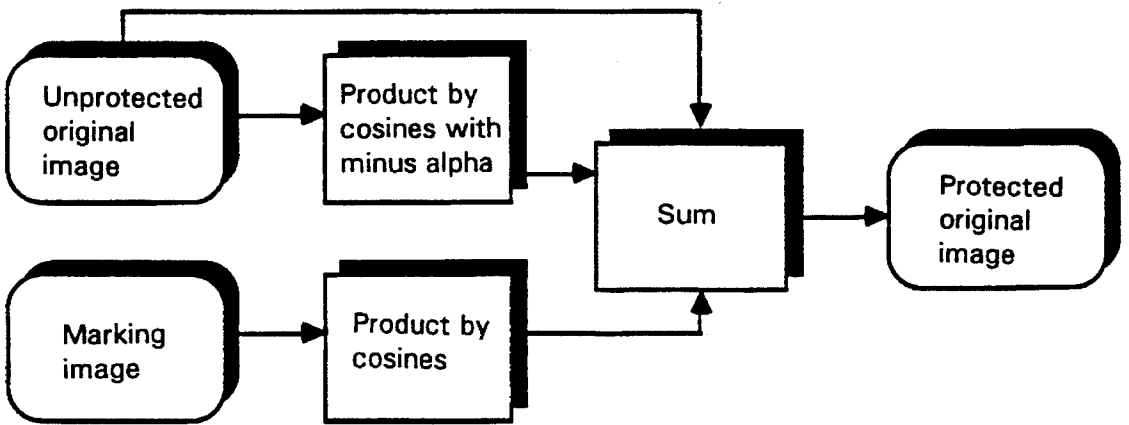 Unprotected
original
image
Product by
cosines with
minus alpha
Sum
Protected
original
image
Marking
image
Product by
cosines